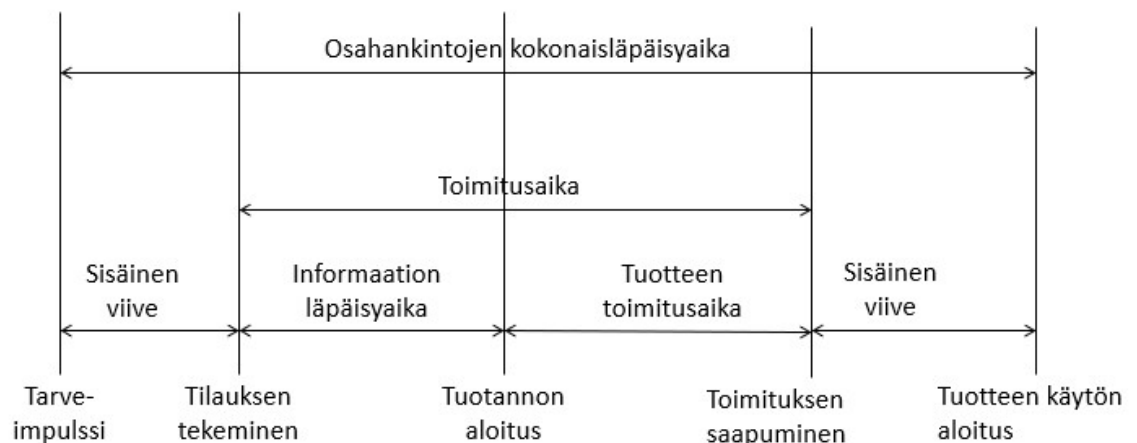 Osahankintojen kokonaisläpäisyaika
Toimitusaika
Sisäinen
viive
Informaation
läpäisyaika
Tuotteen
toimitusaika
Sisäinen
viive
Tarve-
impulssi
Tilauksen
tekeminen
Tuotannon
aloitus
Toimituksen
saapuminen
Tuotteen käytön
aloitus